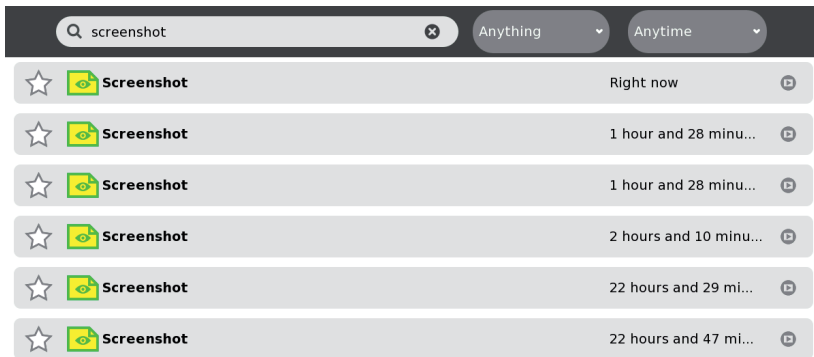 screenshot Anything Anytime
Screenshot Right now
Screenshot 1 hour and 28 minu...
Screenshot 1 hour and 28 minu...
Screenshot 2 hours and 10 minu...
Screenshot 22 hours and 29 mi...
Screenshot 22 hours and 47 mi...